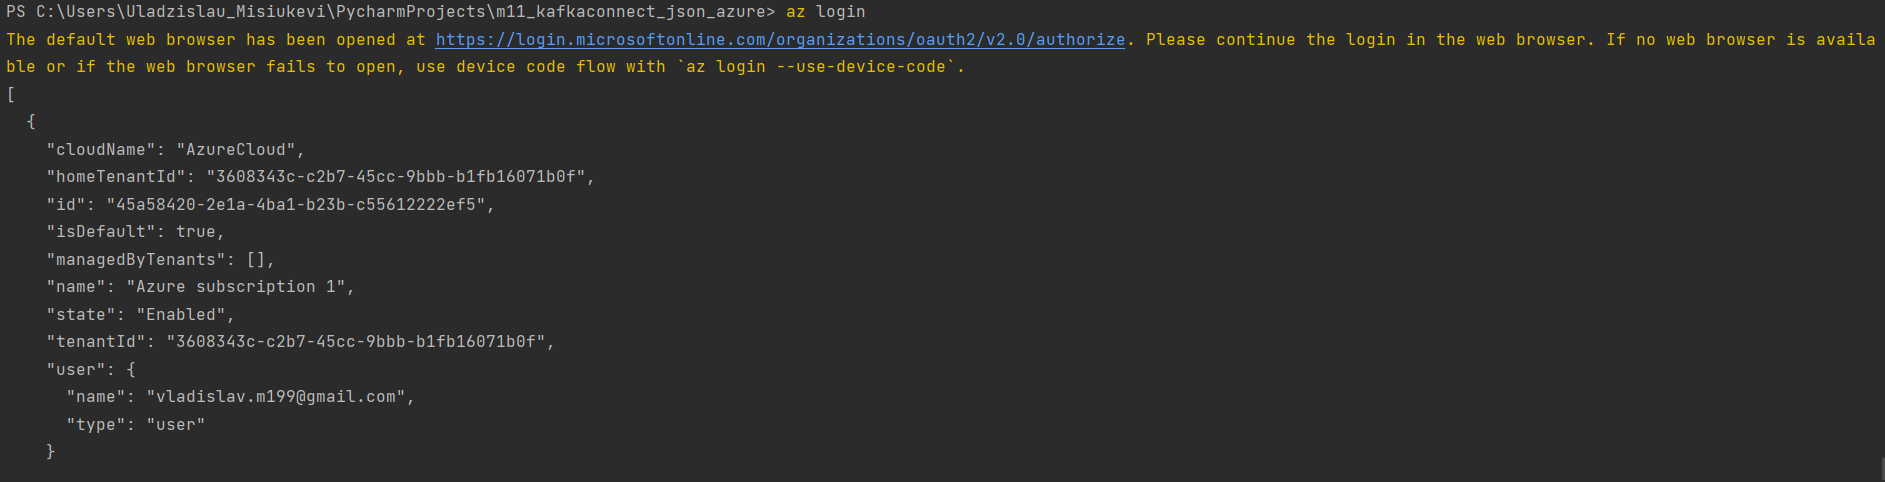 PS C:\Users\Uladzislau_Misiukevi\PycharmProjects\m11_kafkaconnect_json_azure> az login
The default web browser has been opened at https://login.microsoftonline.com/organizations/oauth2/v2.0/authorize. Please continue the login in the web browser. If no web browser is availa
ble or if the web browser fails to open, use device code flow with `az login --use-device-code`.
[
  {
    "cloudName": "AzureCloud",
    "homeTenantId": "3608343c-c2b7-45cc-9bbb-b1fb16071b0f",
    "id": "45a58420-2e1a-4ba1-b23b-c55612222ef5",
    "isDefault": true,
    "managedByTenants": [],
    "name": "Azure subscription 1",
    "state": "Enabled",
    "tenantId": "3608343c-c2b7-45cc-9bbb-b1fb16071b0f",
    "user": {
      "name": "vladislav.m199@gmail.com",
      "type": "user"
    }